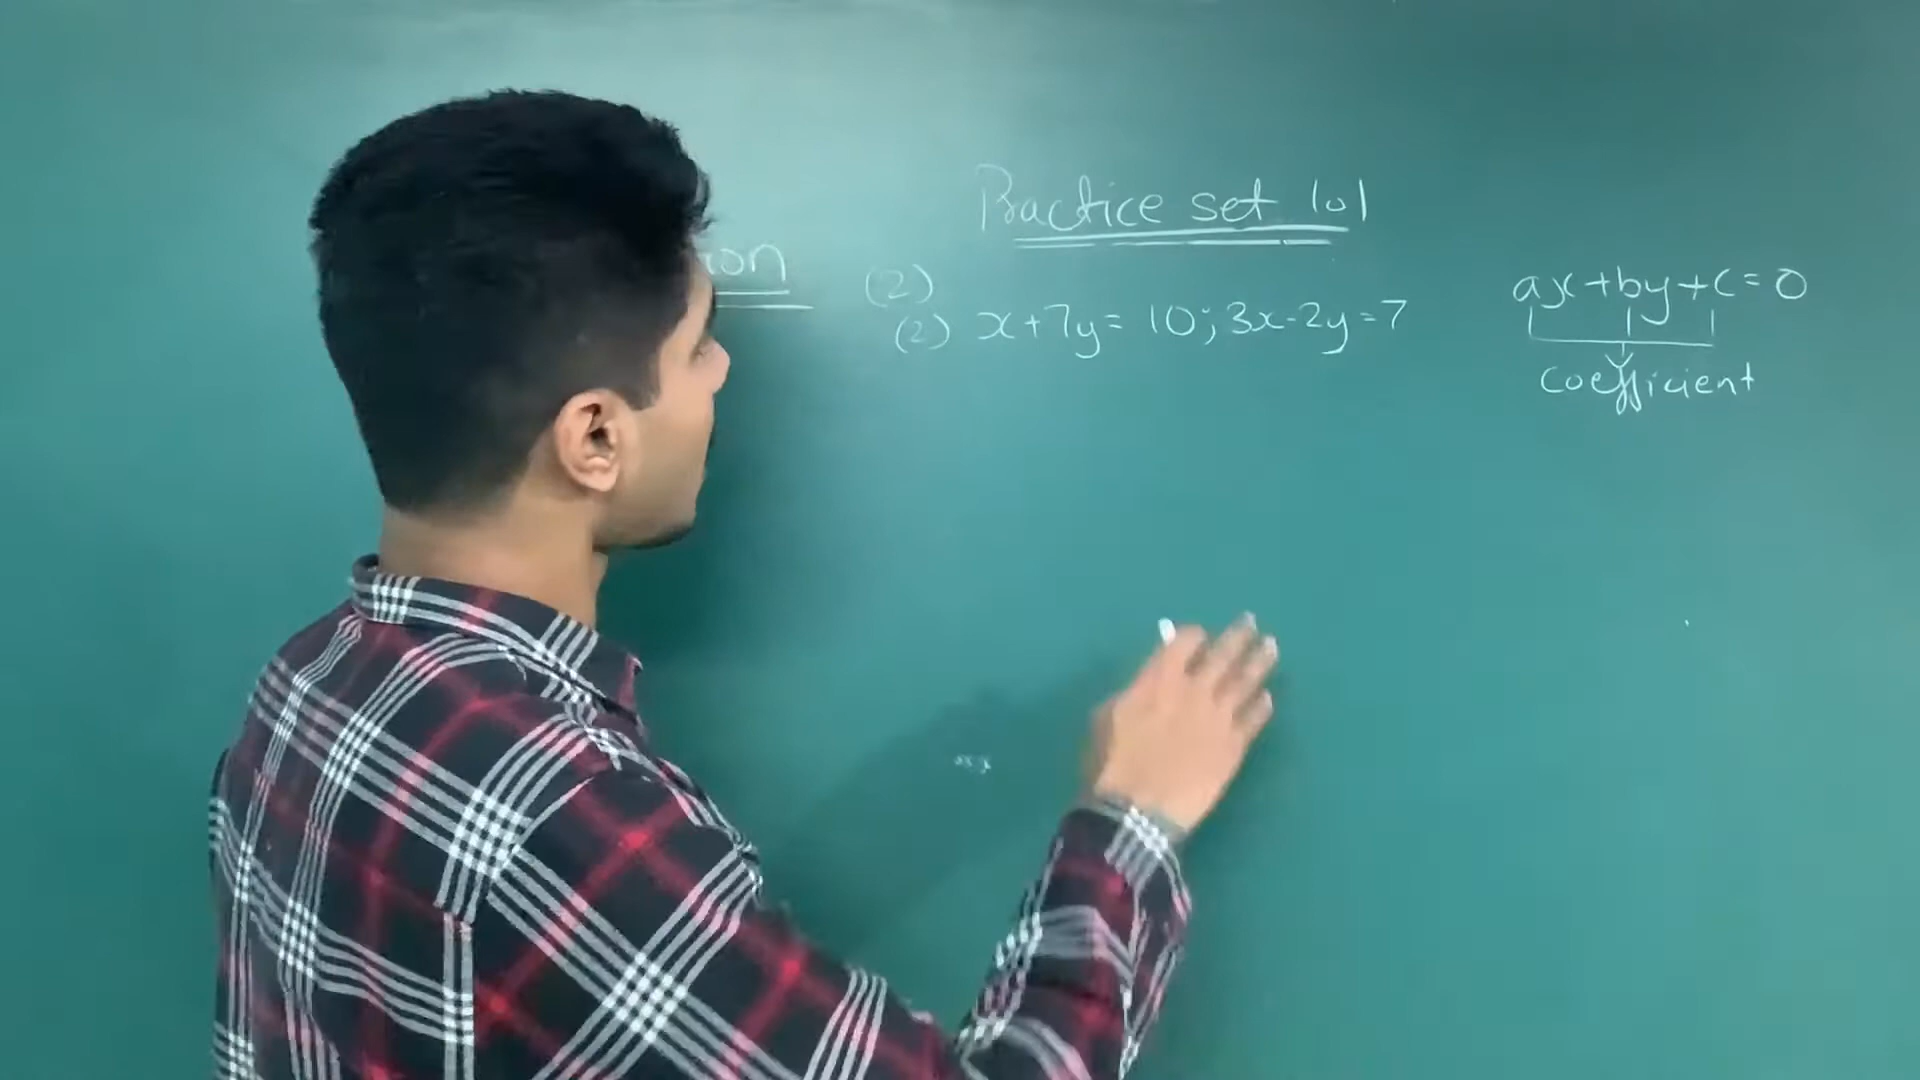 Practice set 1.1
(2)
(2) x+7y= 10; 3x-2y=7
ax+by+c=0
coefficient